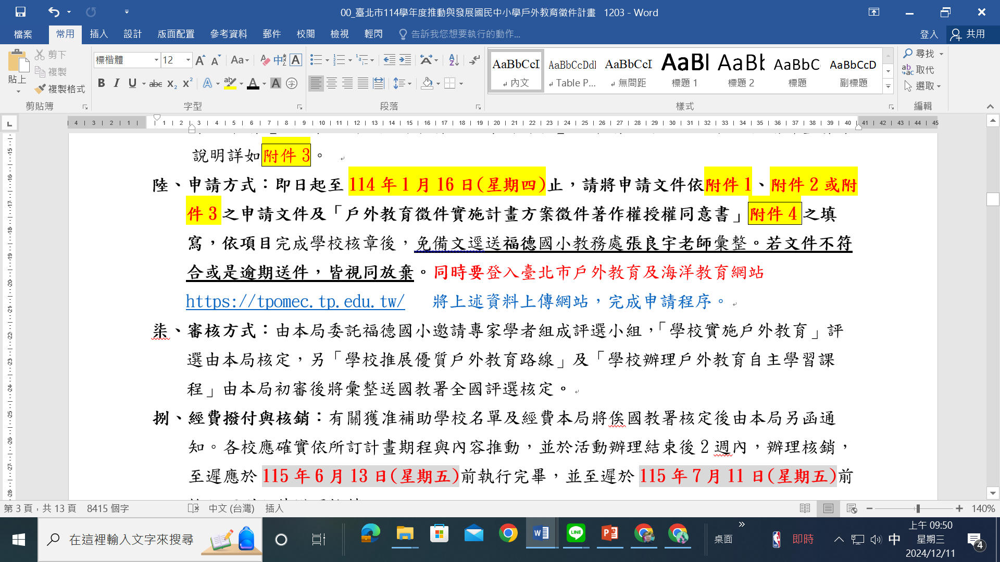 00_臺北市114學年度推動與發展國民中小學戶外教育徵件計畫 1203 - Word
檔案 常用 插入 設計 版面配置 參考資料 郵件 校閱 檢視 輕閃 告訴我您想要執行的動作... 登入 共用
貼上 剪下 複製 複製格式
標楷體 12
AaBbCcI AaBbCcDdI AaBbCcI AaBl AaBb AaBbC AaBbCcD
內文 Table P... 無間距 標題 1 標題 2 標題 副標題
尋找 取代 選取
剪貼簿 字型 段落 樣式 編輯
說明詳如附件3。
陸、申請方式：即日起至114年1月16日(星期四)止，請將申請文件依附件1、附件2或附
件3之申請文件及「戶外教育徵件實施計畫方案徵件著作權授權同意書」附件4之填
寫，依項目完成學校核章後，免備文逕送福德國小教務處張良宇老師彙整。若文件不符
合或是逾期送件，皆視同放棄。同時要登入臺北市戶外教育及海洋教育網站
https://tpomec.tp.edu.tw/ 將上述資料上傳網站，完成申請程序。
柒、審核方式：由本局委託福德國小邀請專家學者組成評選小組，「學校實施戶外教育」評
選由本局核定，另「學校推展優質戶外教育路線」及「學校辦理戶外教育自主學習課
程」由本局初審後將彙整送國教署全國評選核定。
捌、經費撥付與核銷：有關獲准補助學校名單及經費本局將俟國教署核定後由本局另函通
知。各校應確實依所訂計畫期程與內容推動，並於活動辦理結束後2週內，辦理核銷，
至遲應於115年6月13日(星期五)前執行完畢，並至遲於115年7月11日(星期五)前
第 3 頁，共 13 頁 8415 個字 中文 (台灣) 插入 140%
在這裡輸入文字來搜尋 桌面 即時 中 上午 09:50
星期三
2024/12/11
4